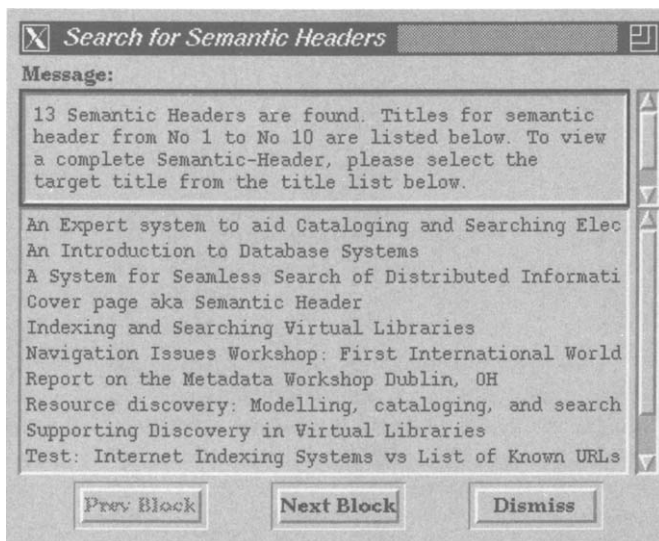 X Search for Semantic Headers
Message:
13 Semantic Headers are found. Titles for semantic
header from No 1 to No 10 are listed below. To view
a complete Semantic-Header, please select the
target title from the title list below.
An Expert system to aid Cataloging and Searching Elec
An Introduction to Database Systems
A System for Seamless Search of Distributed Informati
Cover page aka Semantic Header
Indexing and Searching Virtual Libraries
Navigation Issues Workshop: First International World
Report on the Metadata Workshop Dublin, OH
Resource discovery: Modelling, cataloging, and search
Supporting Discovery in Virtual Libraries
Test: Internet Indexing Systems vs List of Known URLs
Prev Block Next Block Dismiss